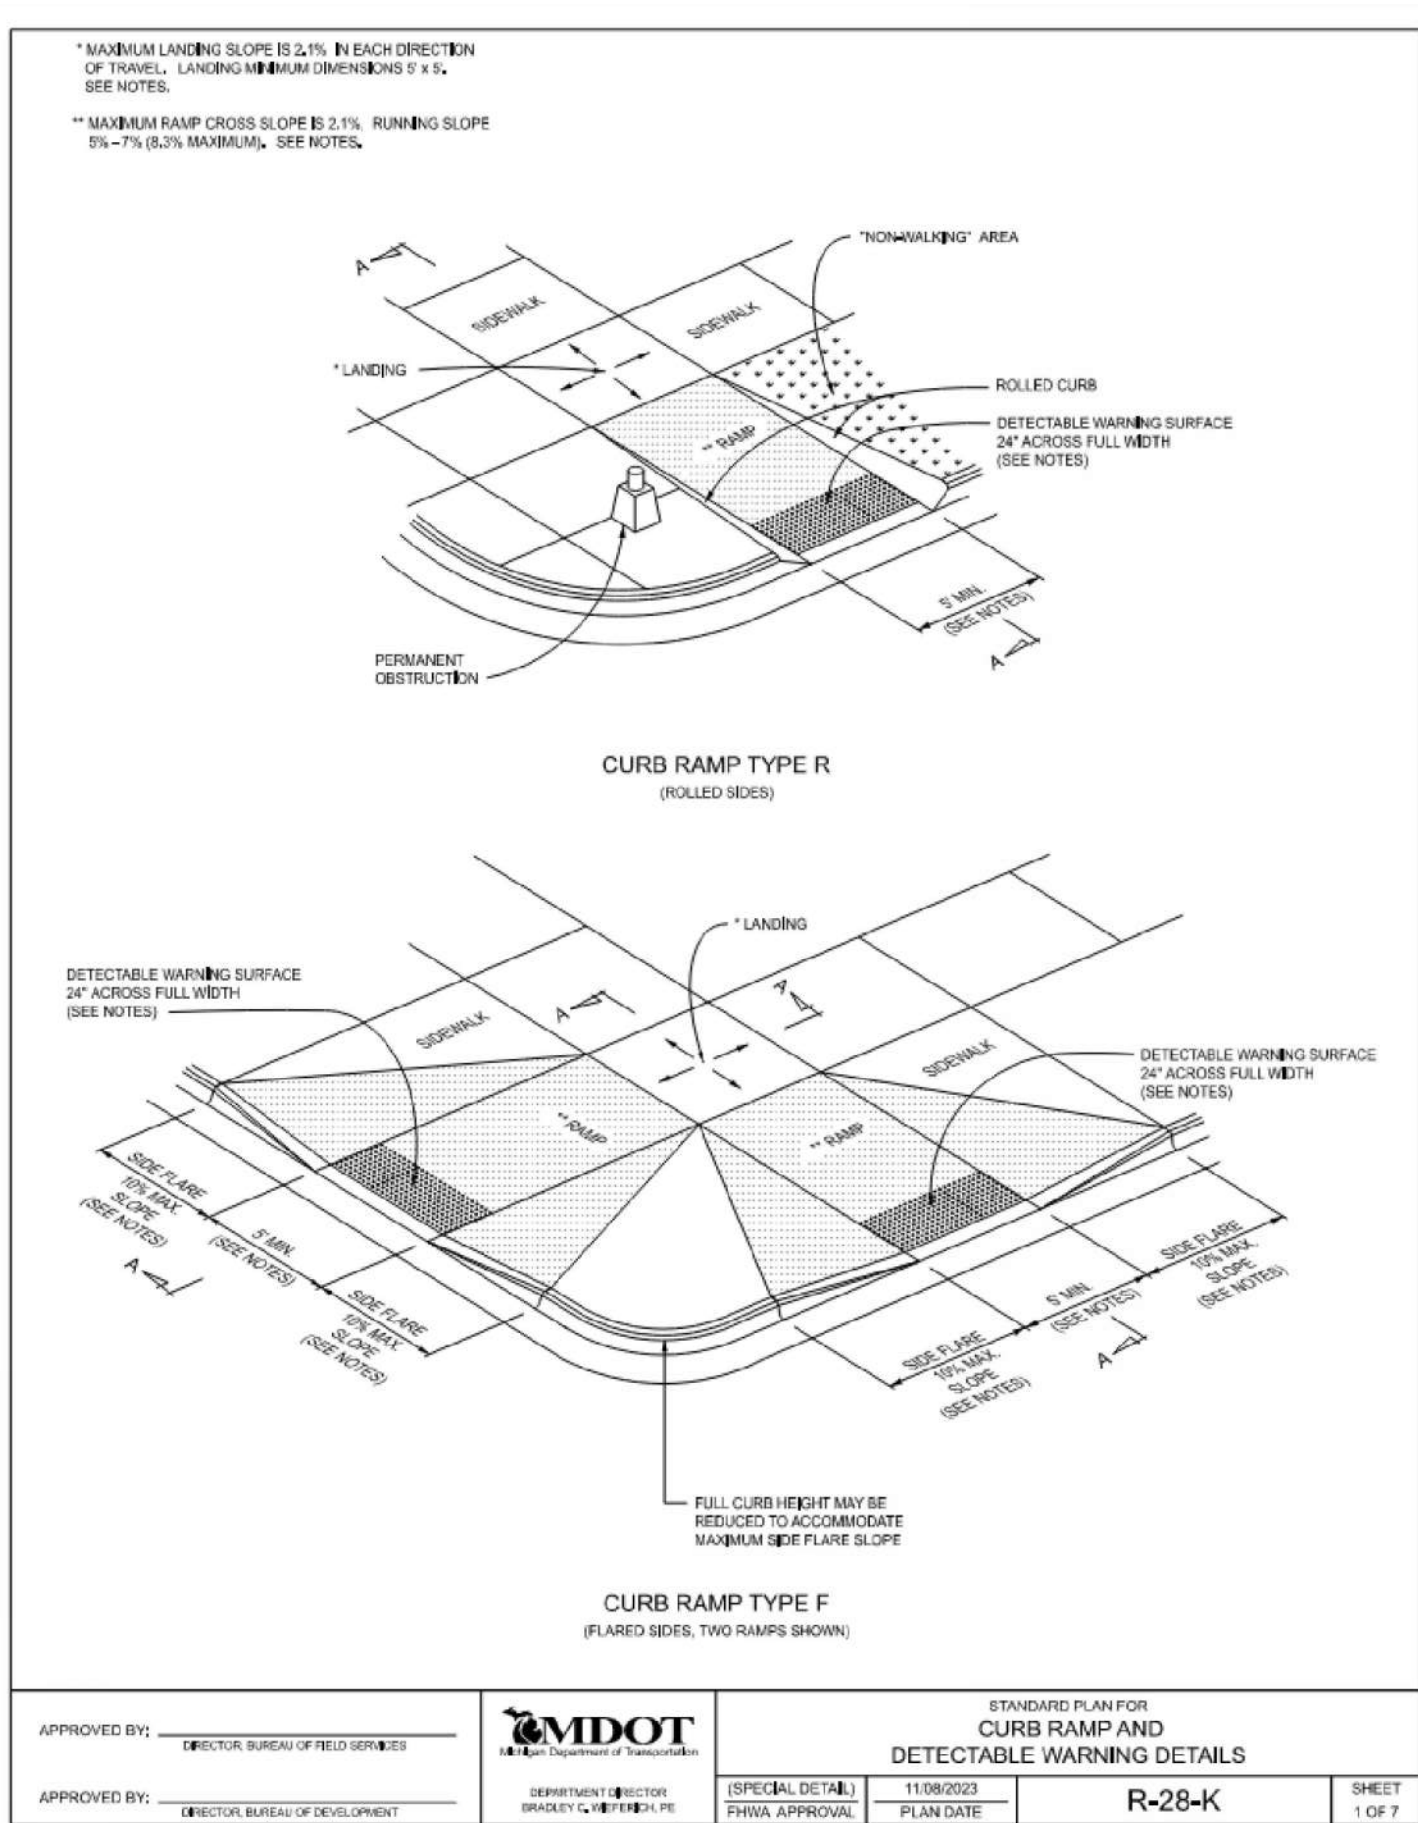 * MAXIMUM LANDING SLOPE IS 2.1% IN EACH DIRECTION
OF TRAVEL. LANDING MINIMUM DIMENSIONS 5' x 5'.
SEE NOTES.
** MAXIMUM RAMP CROSS SLOPE IS 2.1%, RUNNING SLOPE
5% - 7% (8.3% MAXIMUM). SEE NOTES.
"NON-WALKING" AREA
A
SIDEWALK
SIDEWALK
* LANDING
ROLLED CURB
** RAMP
DETECTABLE WARNING SURFACE
24" ACROSS FULL WIDTH
(SEE NOTES)
5' MIN.
(SEE NOTES)
A
PERMANENT
OBSTRUCTION
CURB RAMP TYPE R
(ROLLED SIDES)
* LANDING
DETECTABLE WARNING SURFACE
24" ACROSS FULL WIDTH
(SEE NOTES)
A
A
SIDEWALK
SIDEWALK
DETECTABLE WARNING SURFACE
24" ACROSS FULL WIDTH
(SEE NOTES)
** RAMP
** RAMP
SIDE FLARE
10% MAX.
SLOPE
(SEE NOTES)
5' MIN.
(SEE NOTES)
A
SIDE FLARE
10% MAX.
SLOPE
(SEE NOTES)
SIDE FLARE
10% MAX.
SLOPE
(SEE NOTES)
5' MIN.
(SEE NOTES)
A
SIDE FLARE
10% MAX.
SLOPE
(SEE NOTES)
FULL CURB HEIGHT MAY BE
REDUCED TO ACCOMMODATE
MAXIMUM SIDE FLARE SLOPE
CURB RAMP TYPE F
(FLARED SIDES, TWO RAMPS SHOWN)
APPROVED BY:
DIRECTOR, BUREAU OF FIELD SERVICES
APPROVED BY:
DIRECTOR, BUREAU OF DEVELOPMENT
MDOT
Michigan Department of Transportation
DEPARTMENT DIRECTOR
BRADLEY C. WIEFERICH, PE
STANDARD PLAN FOR
CURB RAMP AND
DETECTABLE WARNING DETAILS
(SPECIAL DETAIL)
FHWA APPROVAL
11/08/2023
PLAN DATE
R-28-K
SHEET
1 OF 7